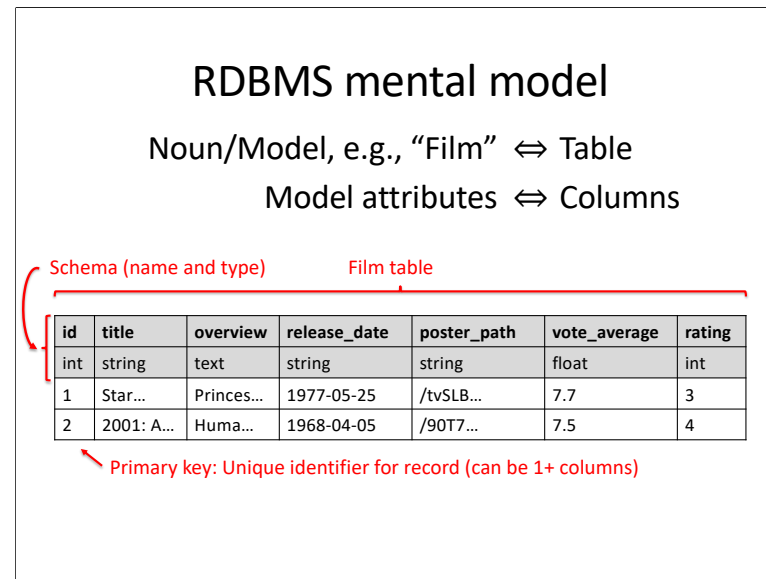 RDBMS mental model
Noun/Model, e.g., “Film” ⇔ Table
Model attributes ⇔ Columns
Schema (name and type) Film table
id title overview release_date poster_path vote_average rating
int string text string string float int
1 Star… Princes… 1977-05-25 /tvSLB… 7.7 3
2 2001: A… Huma… 1968-04-05 /90T7… 7.5 4
Primary key: Unique identifier for record (can be 1+ columns)